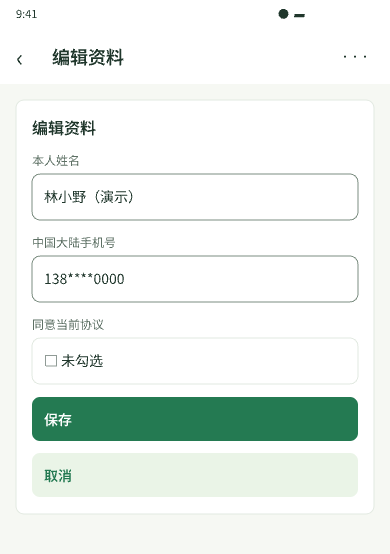 9:41
‹ 编辑资料 ···
编辑资料
本人姓名
林小野（演示）
中国大陆手机号
138****0000
同意当前协议
☐ 未勾选
保存
取消